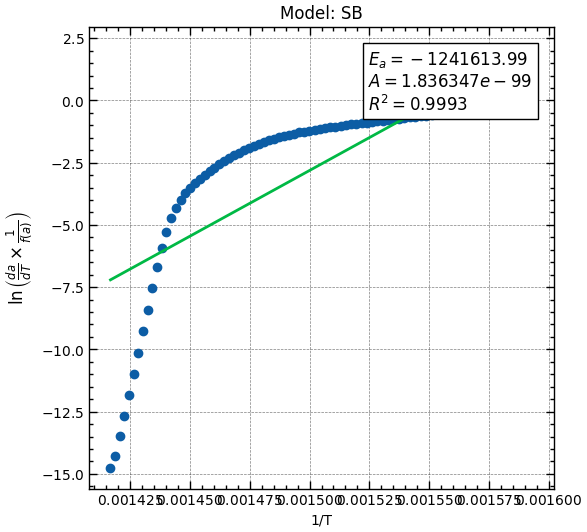 Model: SB
E_a = −1241613.99
A = 1.836347e − 99
R^2 = 0.9993
2.5
0.0
−2.5
−5.0
−7.5
−10.0
−12.5
−15.0
ln(da/dT × 1/f(a))
0.001425 0.001450 0.001475 0.001500 0.001525 0.001550 0.001575 0.001600
1/T